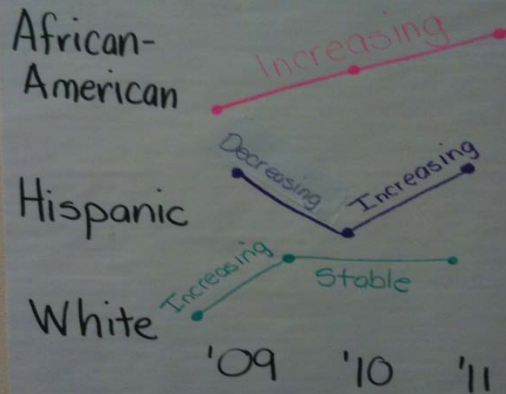 African-
American
Increasing
Hispanic
Decreasing
Increasing
White
Increasing
Stable
'09 '10 '11